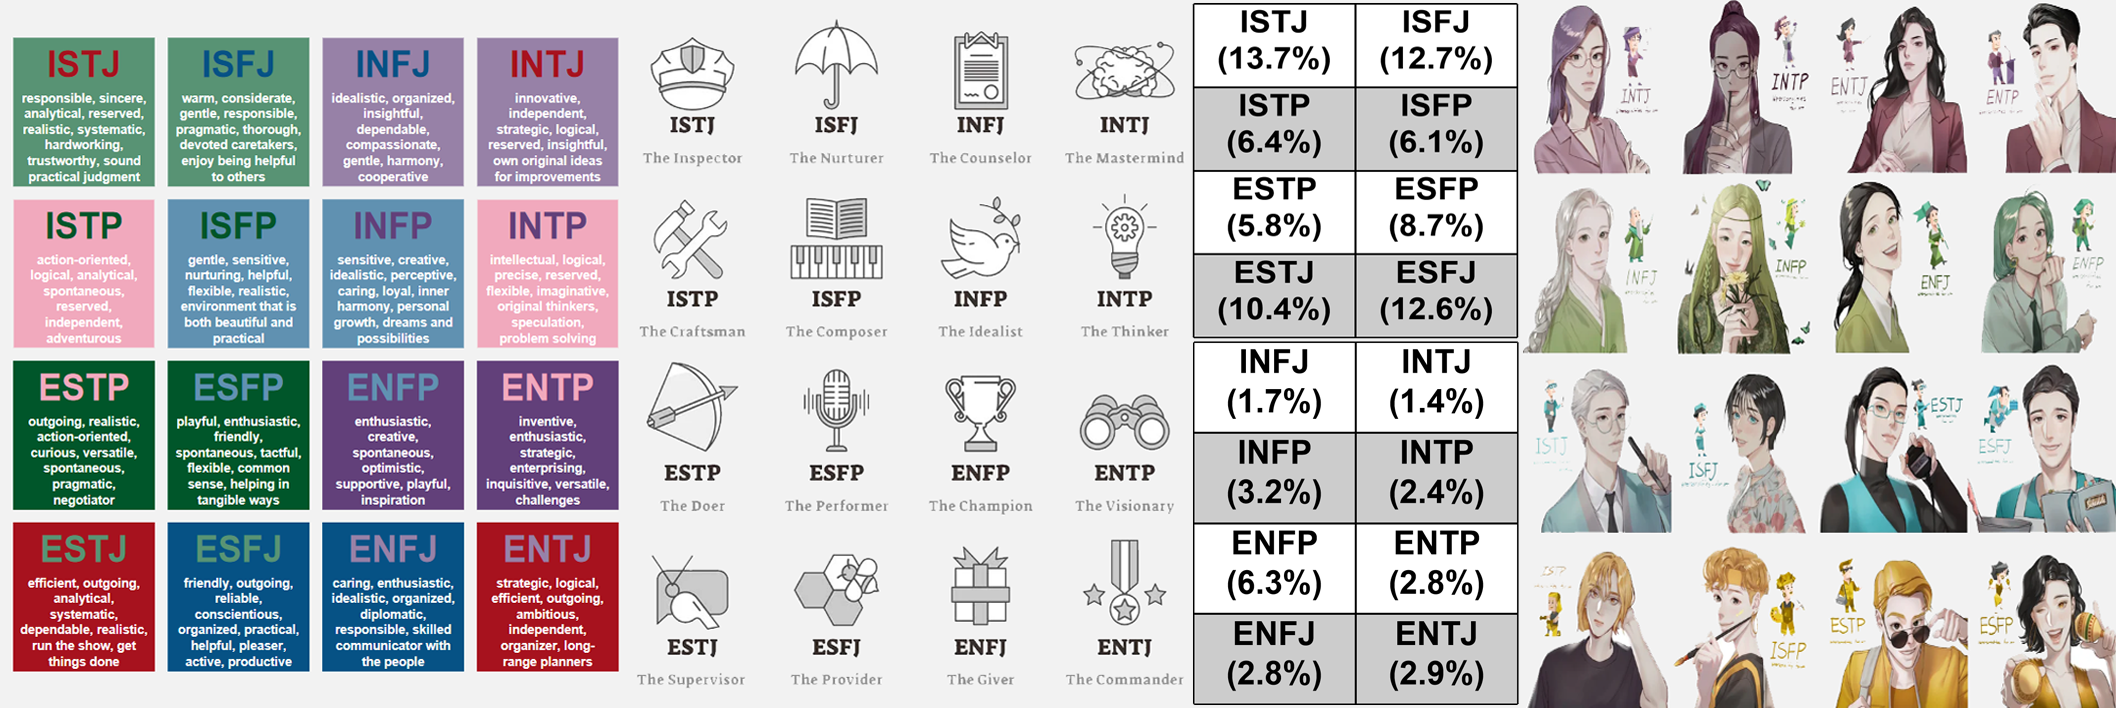 ISTJ
responsible, sincere,
analytical, reserved,
realistic, systematic,
hardworking,
trustworthy, sound
practical judgment
ISFJ
warm, considerate,
gentle, responsible,
pragmatic, thorough,
devoted caretakers,
enjoy being helpful
to others
INFJ
idealistic, organized,
insightful,
dependable,
compassionate,
gentle, harmony,
cooperative
INTJ
innovative,
independent,
strategic, logical,
reserved, insightful,
own original ideas
for improvements
ISTP
action-oriented,
logical, analytical,
spontaneous,
reserved,
independent,
adventurous
ISFP
gentle, sensitive,
nurturing, helpful,
flexible, realistic,
environment that is
both beautiful and
practical
INFP
sensitive, creative,
idealistic, perceptive,
caring, loyal, inner
harmony, personal
growth, dreams and
possibilities
INTP
intellectual, logical,
precise, reserved,
flexible, imaginative,
original thinkers,
speculation,
problem solving
ESTP
outgoing, realistic,
action-oriented,
curious, versatile,
spontaneous,
pragmatic,
negotiator
ESFP
playful, enthusiastic,
friendly,
spontaneous, tactful,
flexible, common
sense, helping in
tangible ways
ENFP
enthusiastic,
creative,
spontaneous,
optimistic,
supportive, playful,
inspiration
ENTP
inventive,
enthusiastic,
strategic,
enterprising,
inquisitive, versatile,
challenges
ESTJ
efficient, outgoing,
analytical,
systematic,
dependable, realistic,
run the show, get
things done
ESFJ
friendly, outgoing,
reliable,
conscientious,
organized, practical,
helpful, pleaser,
active, productive
ENFJ
caring, enthusiastic,
idealistic, organized,
diplomatic,
responsible, skilled
communicator with
the people
ENTJ
strategic, logical,
efficient, outgoing,
ambitious,
independent,
organizer, long-
range planners
ISTJ
The Inspector
ISFJ
The Nurturer
INFJ
The Counselor
INTJ
The Mastermind
ISTP
The Craftsman
ISFP
The Composer
INFP
The Idealist
INTP
The Thinker
ESTP
The Doer
ESFP
The Performer
ENFP
The Champion
ENTP
The Visionary
ESTJ
The Supervisor
ESFJ
The Provider
ENFJ
The Giver
ENTJ
The Commander
ISTJ
(13.7%)
ISFJ
(12.7%)
ISTP
(6.4%)
ISFP
(6.1%)
ESTP
(5.8%)
ESFP
(8.7%)
ESTJ
(10.4%)
ESFJ
(12.6%)
INFJ
(1.7%)
INTJ
(1.4%)
INFP
(3.2%)
INTP
(2.4%)
ENFP
(6.3%)
ENTP
(2.8%)
ENFJ
(2.8%)
ENTJ
(2.9%)
INTJ
INTP
ENTJ
ENTP
INFJ
INFP
ENFJ
ENFP
ISTJ
ISFJ
ESTJ
ESFJ
ISTP
ISFP
ESTP
ESFP